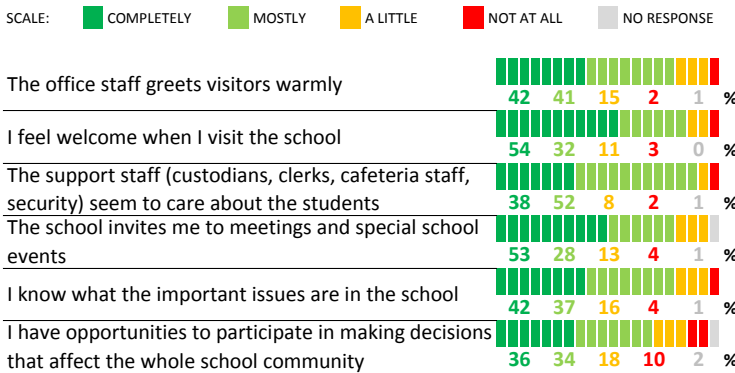 SCALE: COMPLETELY MOSTLY A LITTLE NOT AT ALL NO RESPONSE
The office staff greets visitors warmly
42 41 15 2 1 %
I feel welcome when I visit the school
54 32 11 3 0 %
The support staff (custodians, clerks, cafeteria staff,
security) seem to care about the students
38 52 8 2 1 %
The school invites me to meetings and special school
events
53 28 13 4 1 %
I know what the important issues are in the school
42 37 16 4 1 %
I have opportunities to participate in making decisions
that affect the whole school community
36 34 18 10 2 %